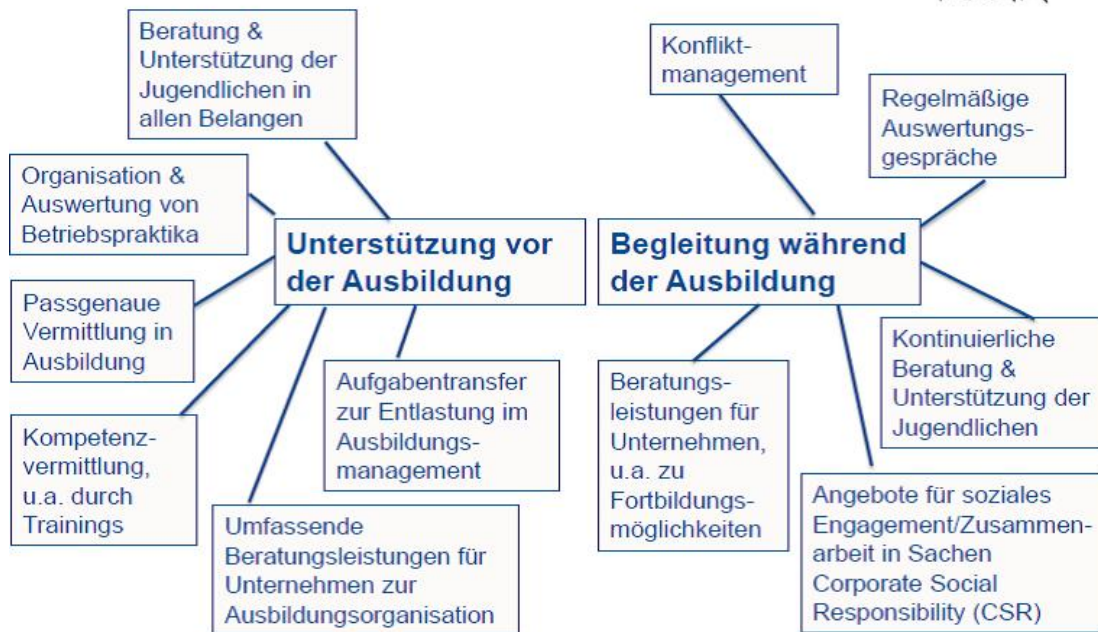 Beratung &
Unterstützung der
Jugendlichen in
allen Belangen
Organisation &
Auswertung von
Betriebspraktika
Unterstützung vor
der Ausbildung
Passgenaue
Vermittlung in
Ausbildung
Kompetenz-
vermittlung,
u.a. durch
Trainings
Aufgabentransfer
zur Entlastung im
Ausbildungs-
management
Umfassende
Beratungsleistungen für
Unternehmen zur
Ausbildungsorganisation
Konflikt-
management
Regelmäßige
Auswertungs-
gespräche
Begleitung während
der Ausbildung
Kontinuierliche
Beratung &
Unterstützung der
Jugendlichen
Beratungs-
leistungen für
Unternehmen,
u.a. zu
Fortbildungs-
möglichkeiten
Angebote für soziales
Engagement/Zusammen-
arbeit in Sachen
Corporate Social
Responsibility (CSR)